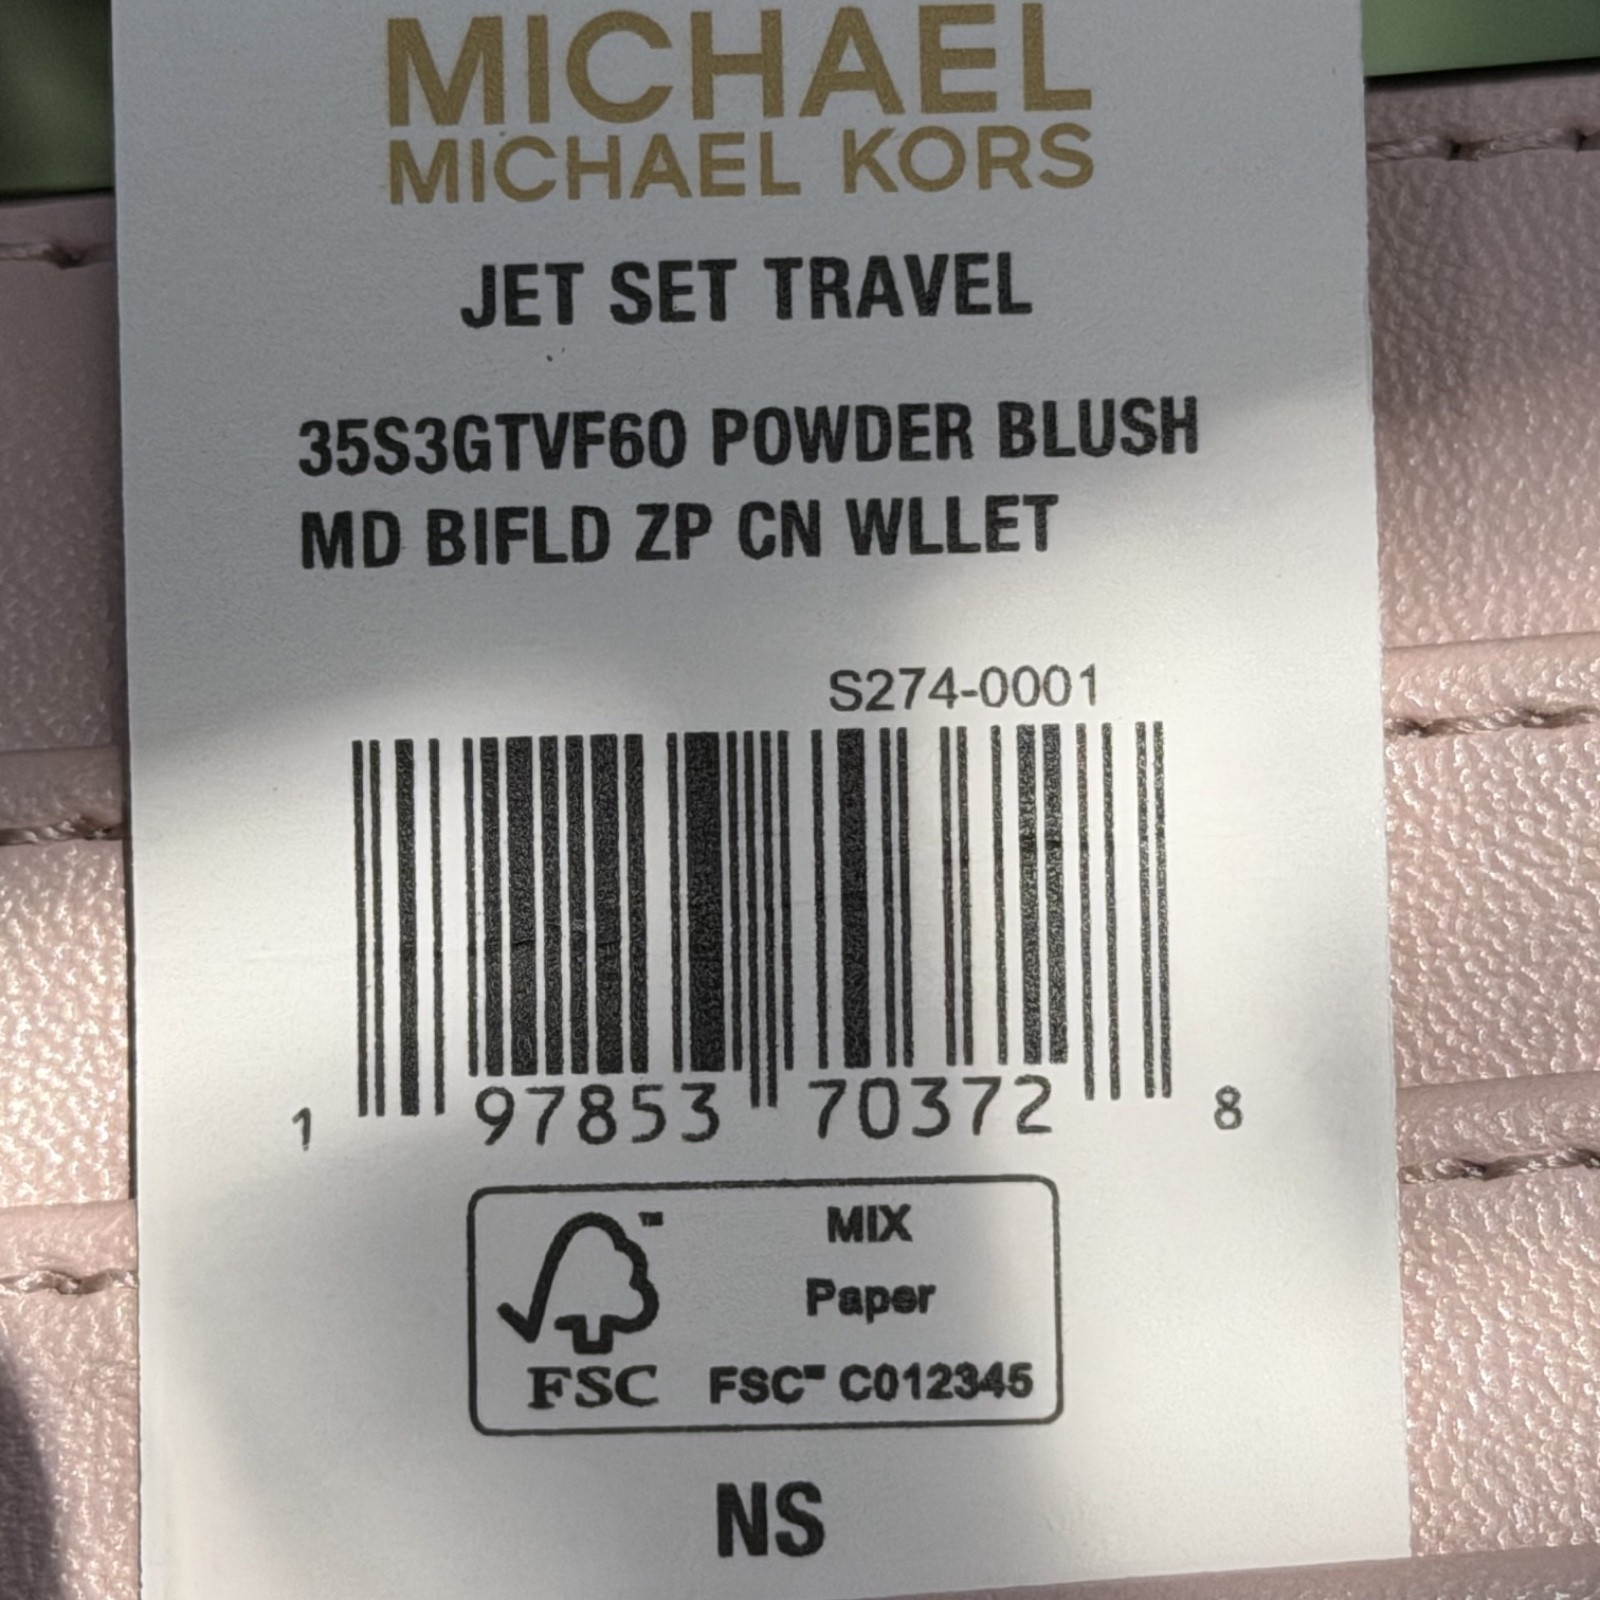 MICHAEL
MICHAEL KORS
JET SET TRAVEL
35S3GTVF60 POWDER BLUSH
MD BIFLD ZP CN WLLET
S274-0001
1 97853 70372 8
MIX
Paper
FSC™ C012345
FSC
NS